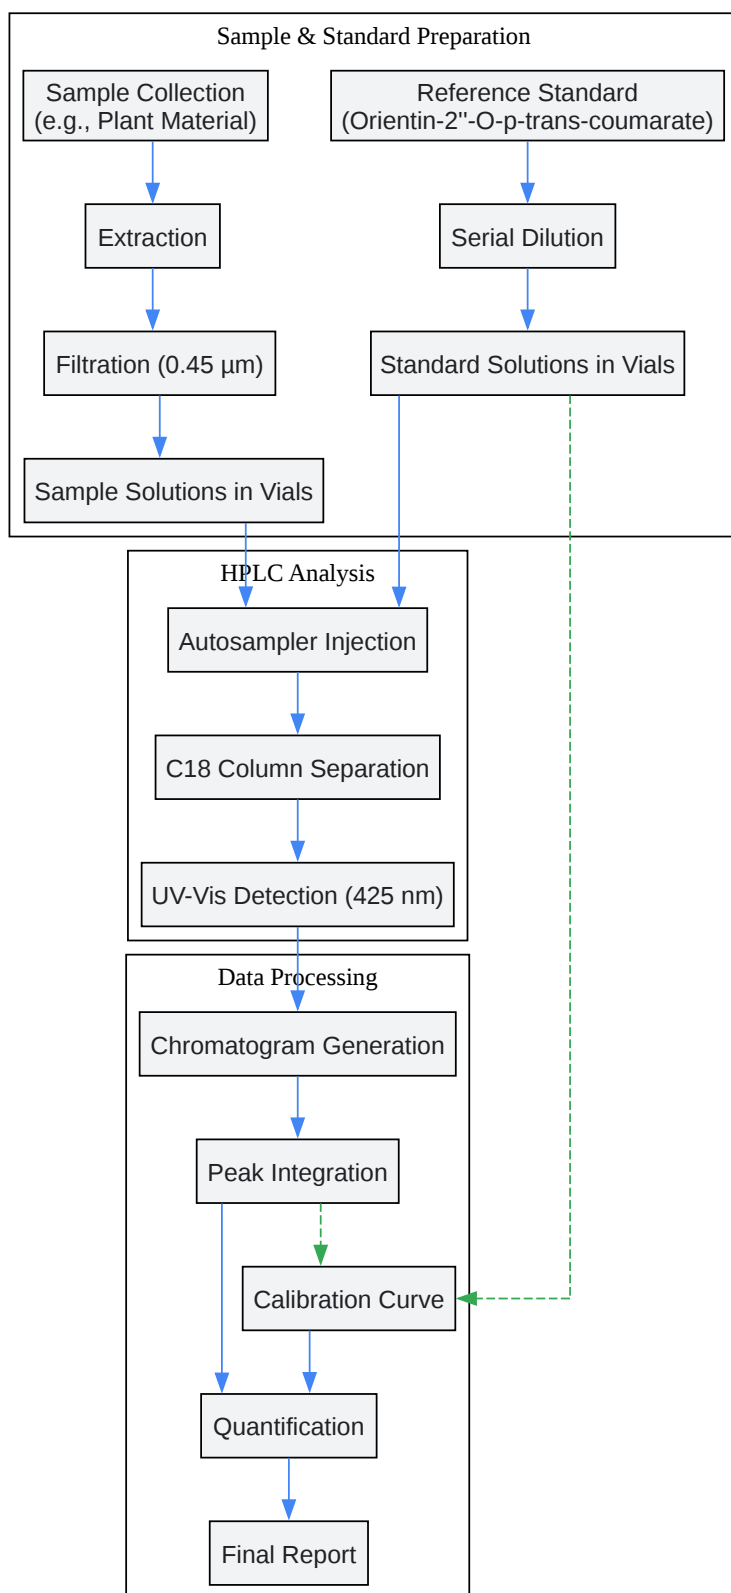 Sample & Standard Preparation
Sample Collection
(e.g., Plant Material)
Reference Standard
(Orientin-2''-O-p-trans-coumarate)
Extraction
Serial Dilution
Filtration (0.45 µm)
Standard Solutions in Vials
Sample Solutions in Vials
HPLC Analysis
Autosampler Injection
C18 Column Separation
UV-Vis Detection (425 nm)
Data Processing
Chromatogram Generation
Peak Integration
Calibration Curve
Quantification
Final Report